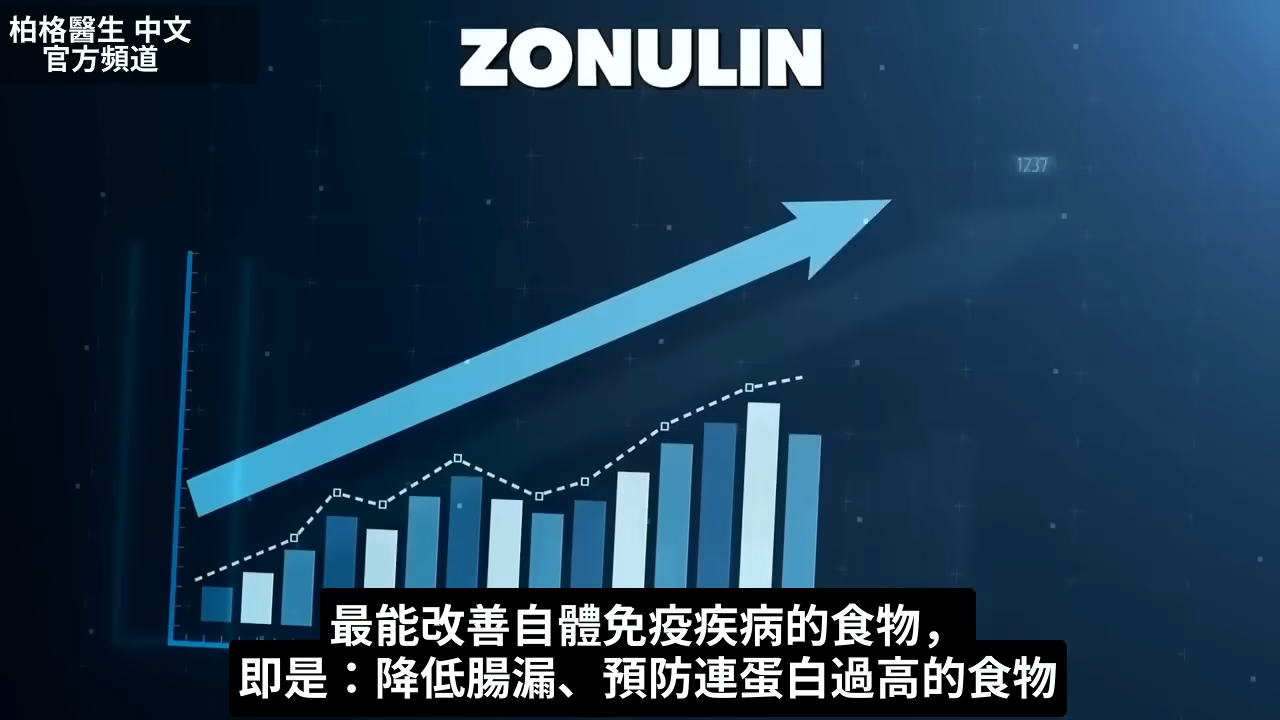 柏格醫生 中文
官方頻道
ZONULIN
1237
最能改善自體免疫疾病的食物，
即是：降低腸漏、預防連蛋白過高的食物